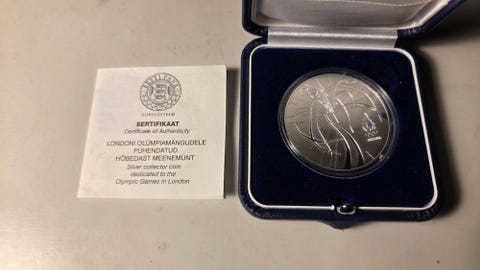 EESTI PANK
EUROSÜSTEEM
SERTIFIKAAT
Certificate of Authenticity
LONDONI OLÜMPIAMÄNGUDELE
PÜHENDATUD
HÕBEDAST MEENEMÜNT
Silver collector coin
dedicated to the
Olympic Games in London